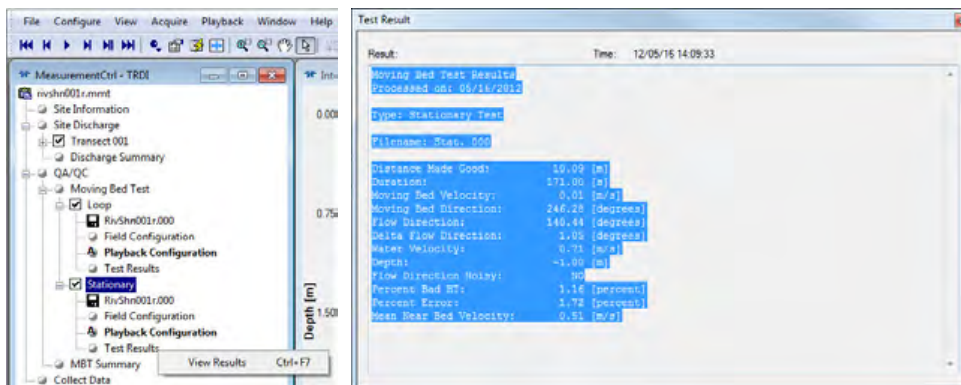 File Configure View Acquire Playback Window Help
MeasurementCtrl - TRDI
rivshn001r.mmt
Site Information
Site Discharge
Transect 001
Discharge Summary
QA/QC
Moving Bed Test
Loop
RivShn001r.000
Field Configuration
Playback Configuration
Test Results
Stationary
RivShn001r.000
Field Configuration
Playback Configuration
Test Results
MBT Summary
Collect Data
View Results Ctrl+F7
Depth [m]
1.50
Test Result
Result: Time: 12/05/16 14:09:33
Moving Bed Test Results
Processed on: 05/16/2012
Type: Stationary Test
Filename: Stat. 000
Distance Made Good: 10.09 [m]
Duration: 171.00 [s]
Moving Bed Velocity: 0.01 [m/s]
Moving Bed Direction: 246.28 [degrees]
Flow Direction: 140.44 [degrees]
Delta Flow Direction: 1.05 [degrees]
Water Velocity: 0.71 [m/s]
Depth: -1.00 [m]
Flow Direction Noisy: NO
Percent Bad BT: 1.16 [percent]
Percent Error: 1.72 [percent]
Mean Near Bed Velocity: 0.51 [m/s]